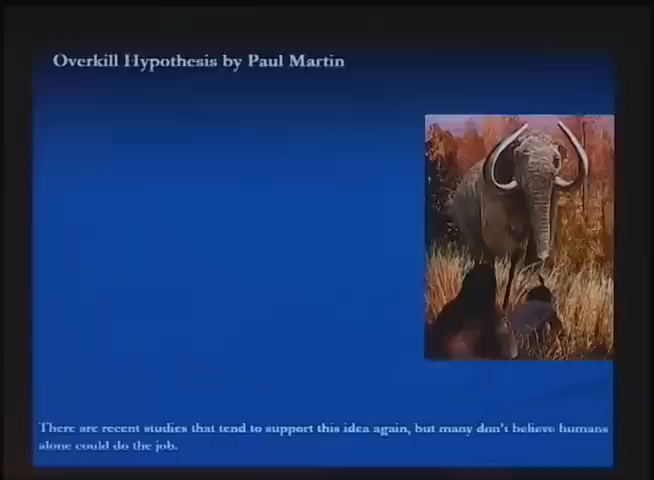 Overkill Hypothesis by Paul Martin
There are recent studies that tend to support this idea again, but many don't believe humans
alone could do the job.